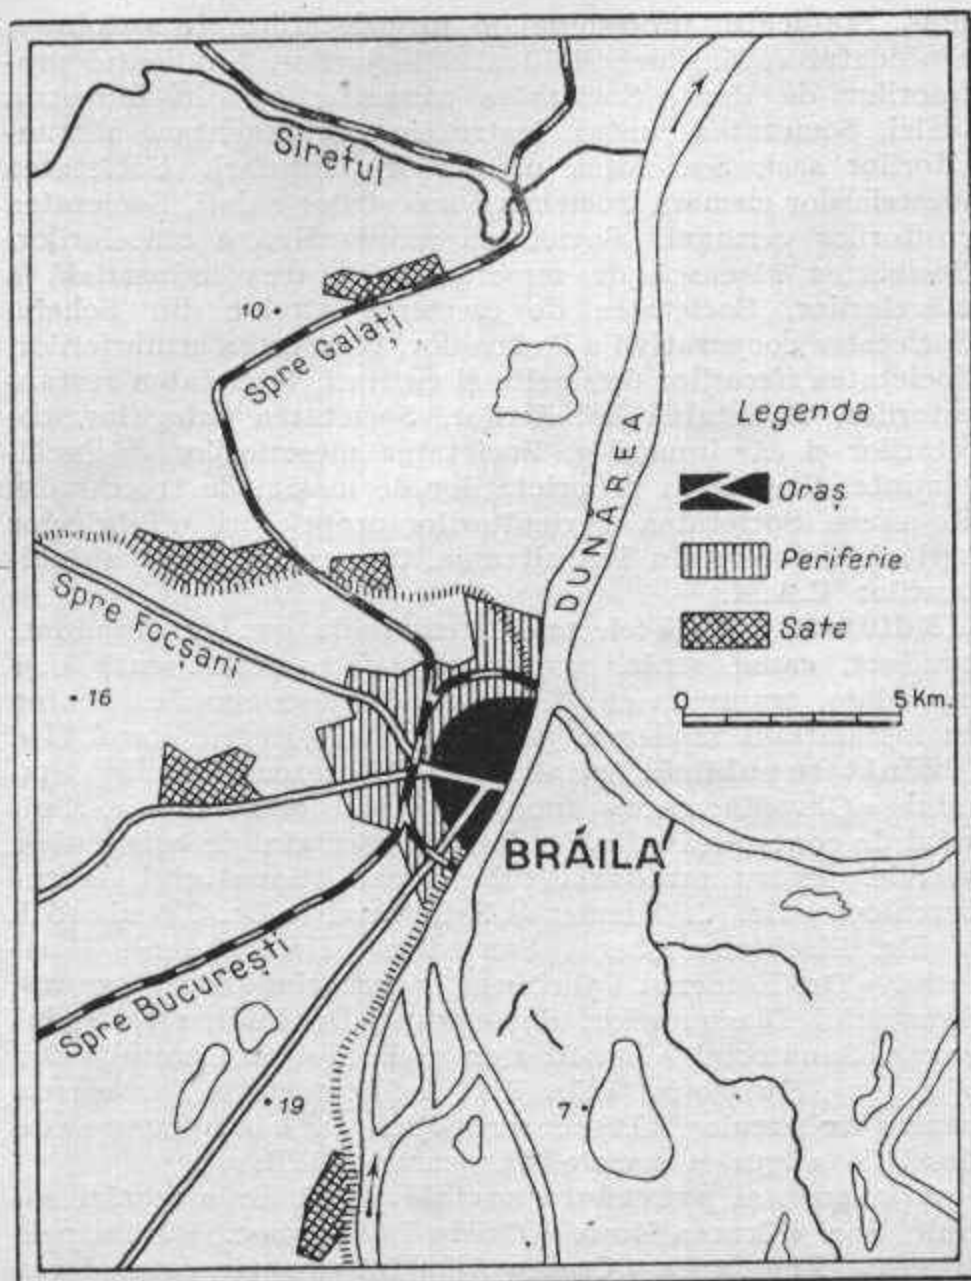 Siretul
10
Spre Galați
DUNĂREA
Legenda
Oraș
Periferie
Sate
0 5 Km.
Spre Focșani
16
BRĂILA
Spre București
19
7